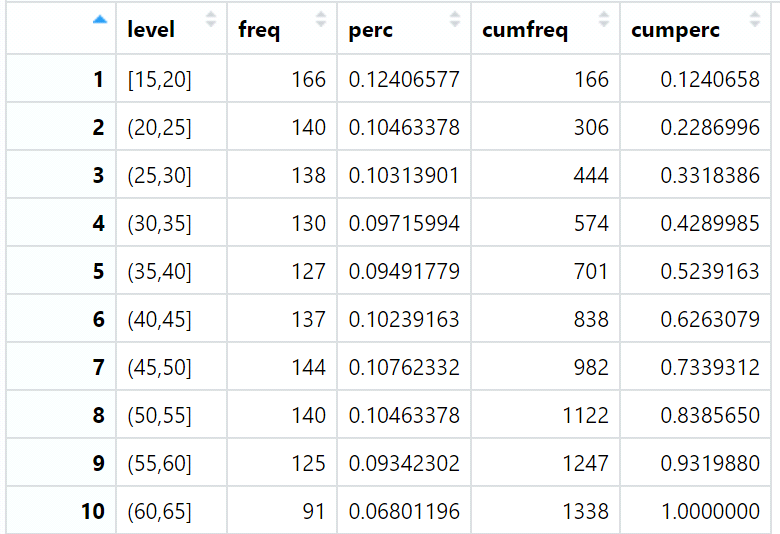 level freq perc cumfreq cumperc
1 [15,20] 166 0.12406577 166 0.1240658
2 (20,25] 140 0.10463378 306 0.2286996
3 (25,30] 138 0.10313901 444 0.3318386
4 (30,35] 130 0.09715994 574 0.4289985
5 (35,40] 127 0.09491779 701 0.5239163
6 (40,45] 137 0.10239163 838 0.6263079
7 (45,50] 144 0.10762332 982 0.7339312
8 (50,55] 140 0.10463378 1122 0.8385650
9 (55,60] 125 0.09342302 1247 0.9319880
10 (60,65] 91 0.06801196 1338 1.0000000